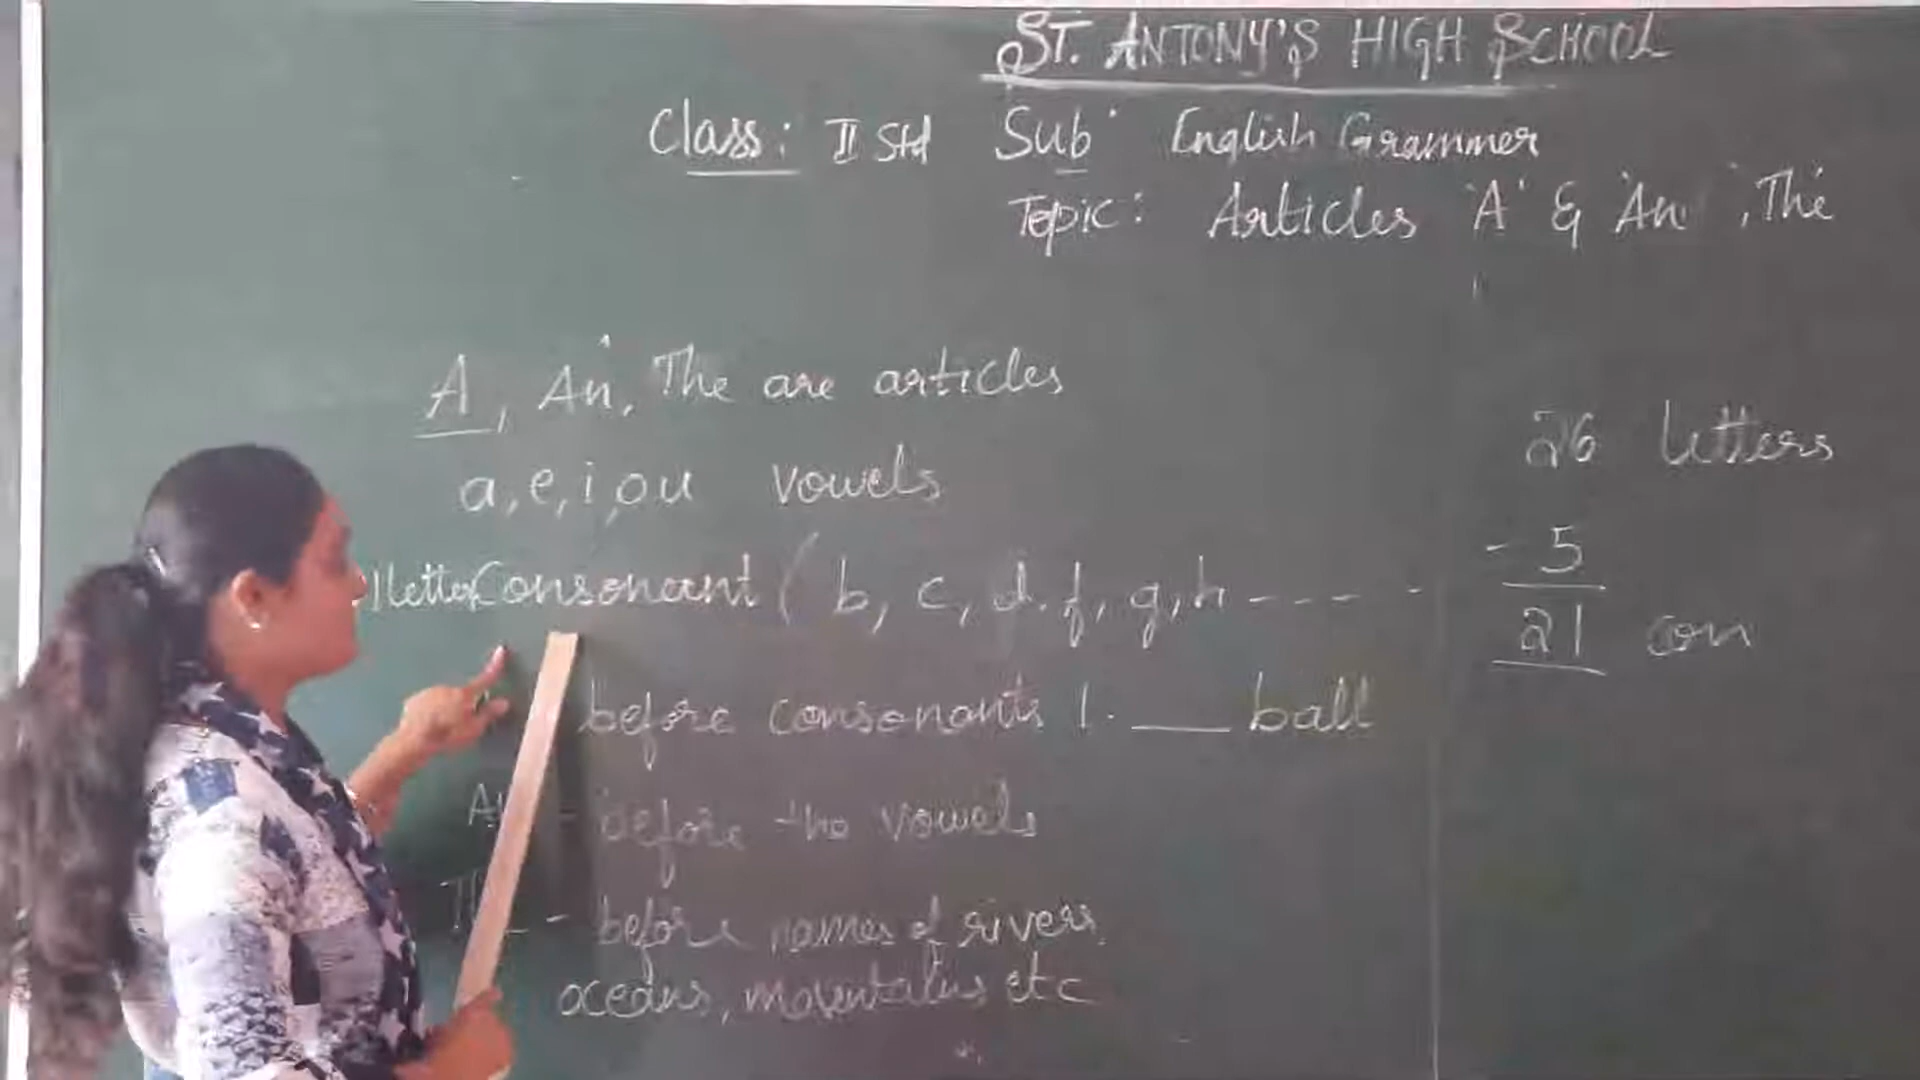 ST. ANTONY'S HIGH SCHOOL
Class: II Std Sub English Grammer
Topic: Articles 'A' & 'An', 'The'
A, An, The are articles
a, e, i, o u vowels
letter Consonant ( b, c, d. f, g, h - - - -
before consonants 1. ___ ball
An - before the vowels
The - before names of rivers,
oceans, mountains etc
26 letters
- 5
21 con